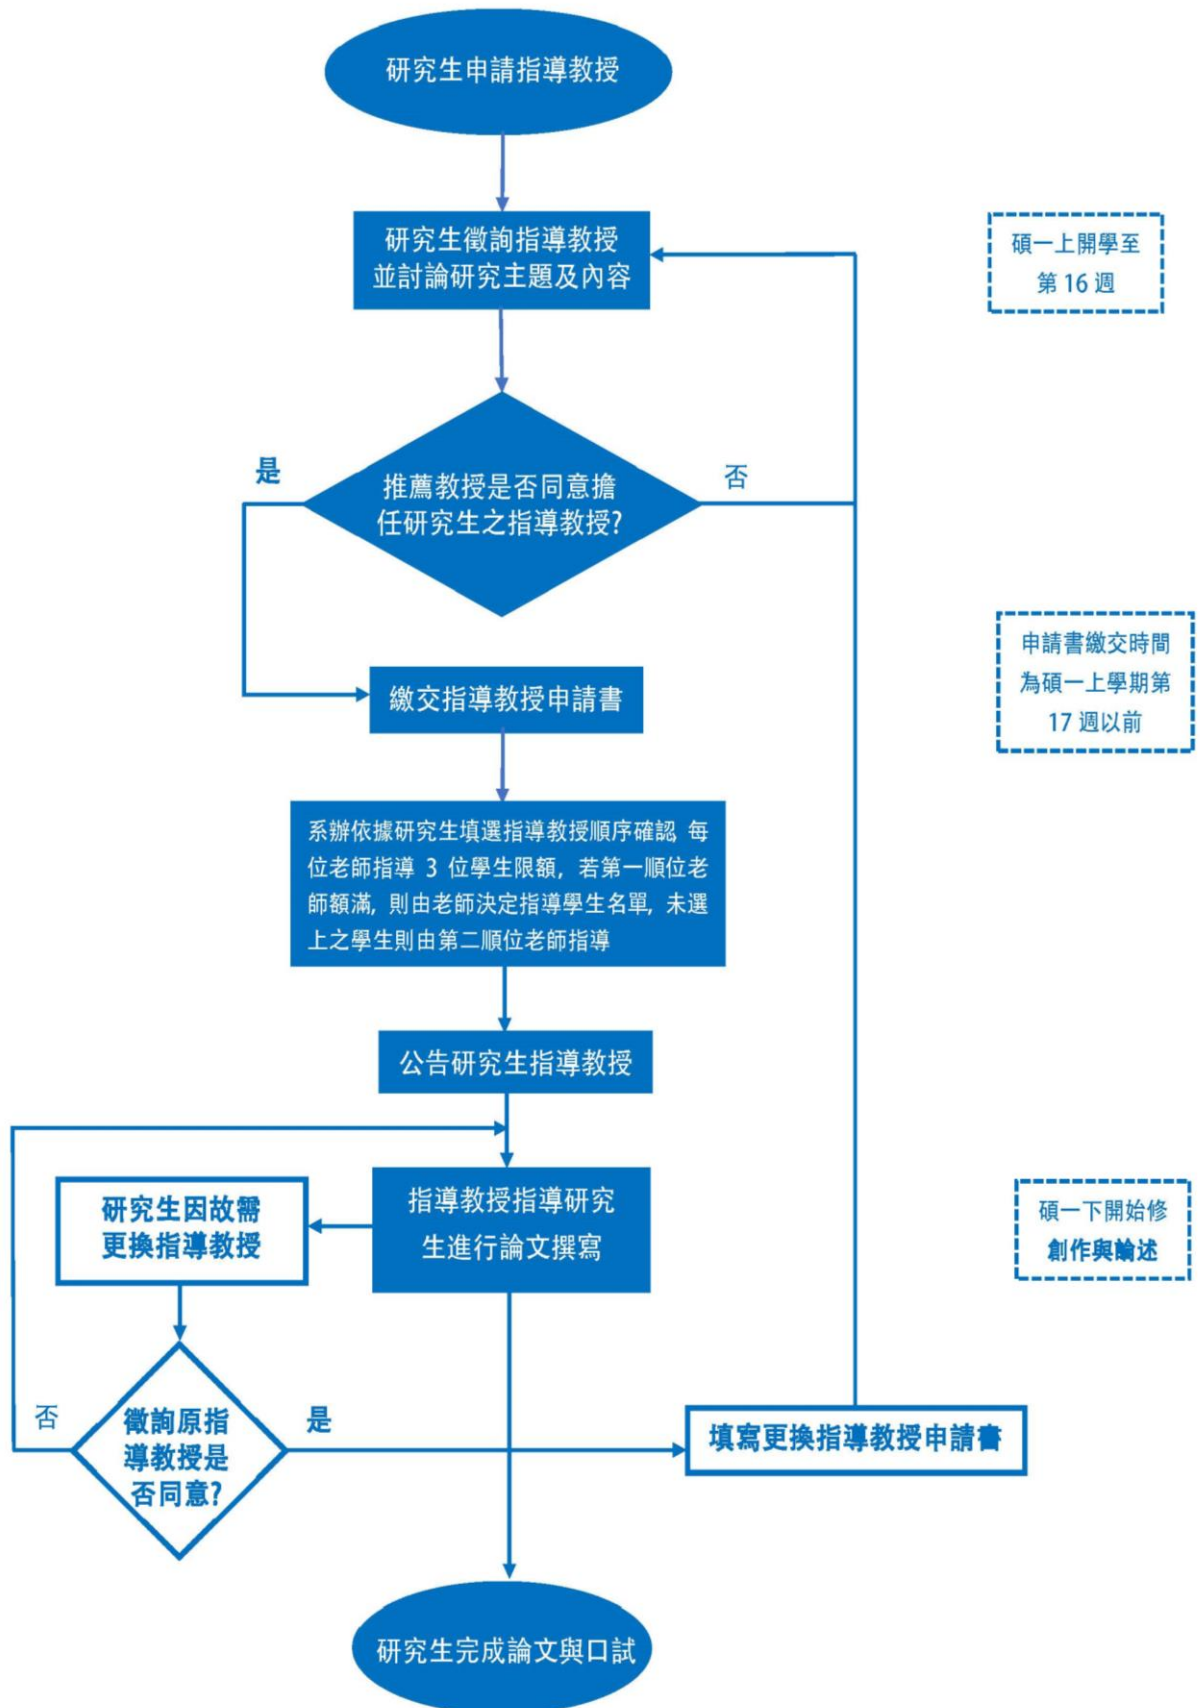 研究生申請指導教授
研究生徵詢指導教授
並討論研究主題及內容
碩一上開學至
第 16 週
是
推薦教授是否同意擔
任研究生之指導教授?
否
申請書繳交時間
為碩一上學期第
17 週以前
繳交指導教授申請書
系辦依據研究生填選指導教授順序確認 每
位老師指導 3 位學生限額, 若第一順位老
師額滿, 則由老師決定指導學生名單, 未選
上之學生則由第二順位老師指導
公告研究生指導教授
研究生因故需
更換指導教授
指導教授指導研究
生進行論文撰寫
碩一下開始修
創作與論述
否
徵詢原指
導教授是
否同意?
是
填寫更換指導教授申請書
研究生完成論文與口試